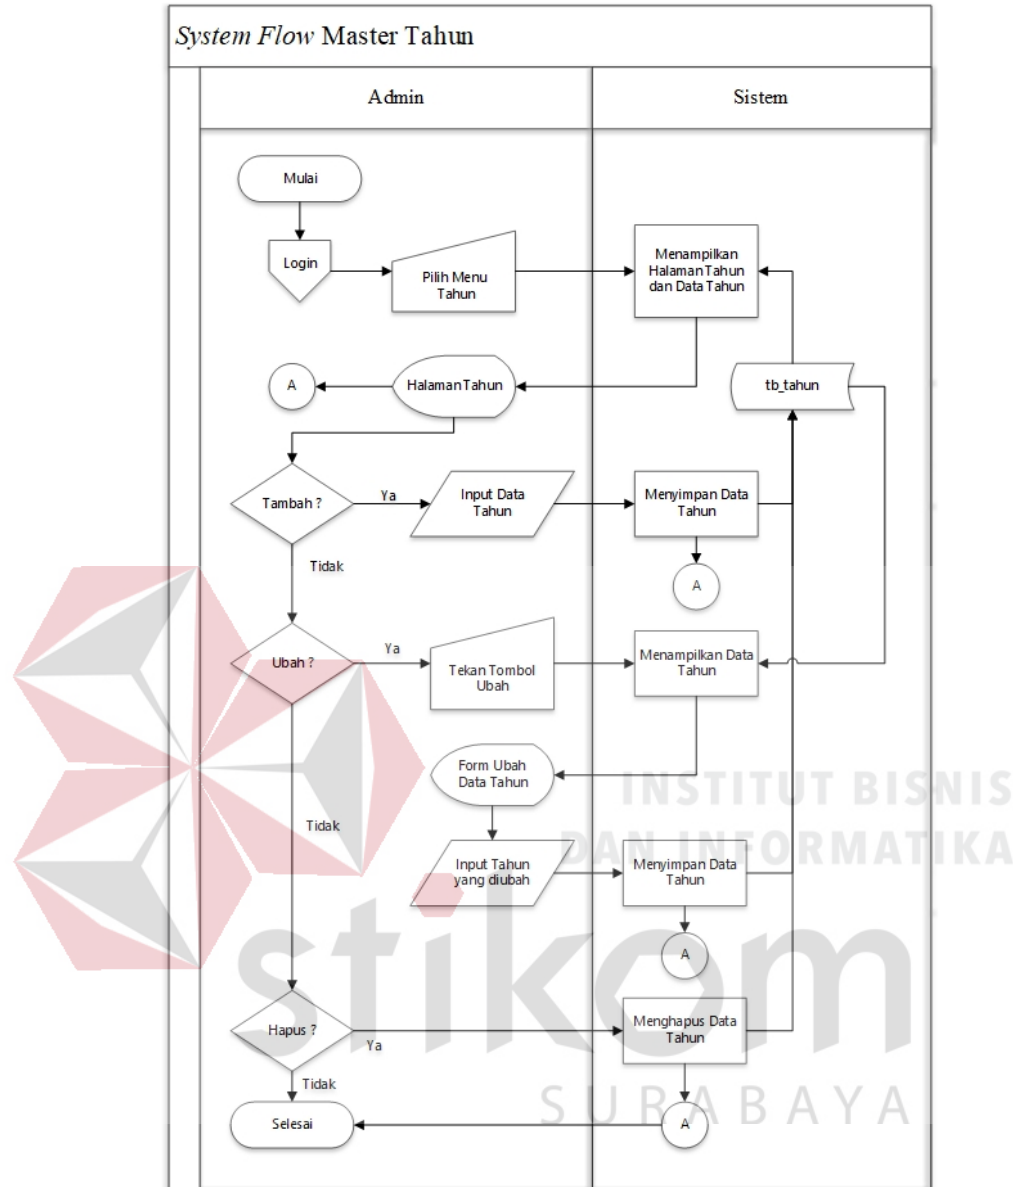 System Flow Master Tahun
Admin
Sistem
Mulai
Login
Pilih Menu
Tahun
Menampilkan
Halaman Tahun
dan Data Tahun
A
Halaman Tahun
tb_tahun
Tambah ?
Ya
Input Data
Tahun
Menyimpan Data
Tahun
Tidak
A
Ubah ?
Ya
Tekan Tombol
Ubah
Menampilkan Data
Tahun
Form Ubah
Data Tahun
INSTITUT BISNIS
DAN INFORMATIKA
Tidak
Input Tahun
yang diubah
Menyimpan Data
Tahun
A
stikom
Hapus ?
Ya
Menghapus Data
Tahun
Tidak
SURABAYA
Selesai
A